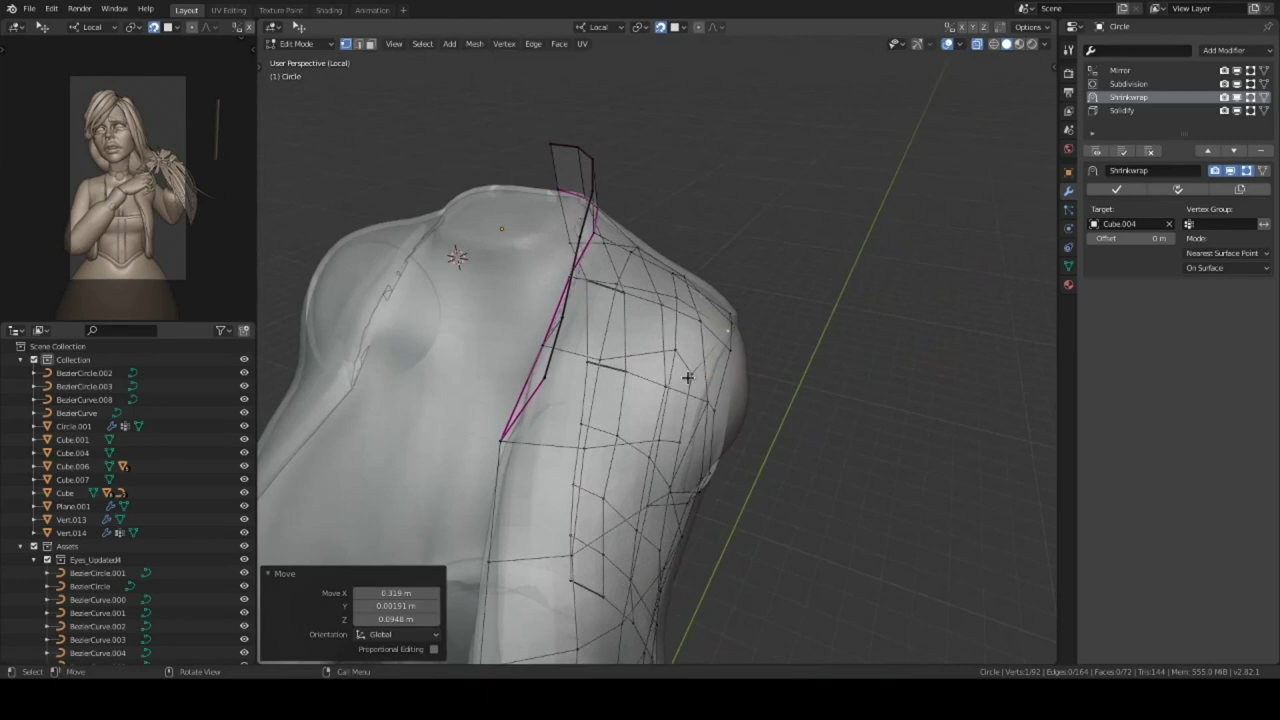 File Edit Render Window Help Layout UV Editing Texture Paint Shading Animation + Scene View Layer
Local Local Options Circle
Edit Mode View Select Add Mesh Vertex Edge Face UV
Add Modifier
User Perspective (Local)
(1) Circle
Mirror
Subdivision
Shrinkwrap
Solidify
Shrinkwrap
Target: Vertex Group:
Cube.004
Offset 0 m Mode:
Nearest Surface Point
On Surface
Scene Collection
Collection
BezierCircle.002
BezierCircle.003
BezierCurve.008
BezierCurve
Circle.001
Cube.001
Cube.004
Cube.006
Cube.007
Cube
Plane.001
Vert.013
Vert.014
Assets
Eyes_Updated4
BezierCircle.001
BezierCircle
BezierCurve.000
BezierCurve.001
BezierCurve.002
BezierCurve.003
BezierCurve.004
Move
Move X 0.319 m
Y 0.00191 m
Z 0.0948 m
Orientation Global
Proportional Editing
Select Move Rotate View Call Menu Circle | Verts:1/92 | Edges:0/164 | Faces:0/72 | Tris:144 | Mem: 555.0 MiB | v2.82.1